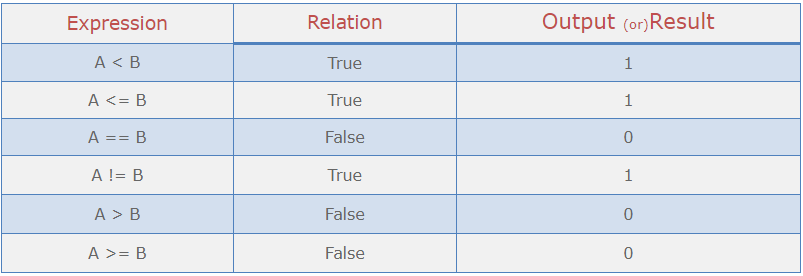 Expression Relation Output (or)Result
A < B True 1
A <= B True 1
A == B False 0
A != B True 1
A > B False 0
A >= B False 0